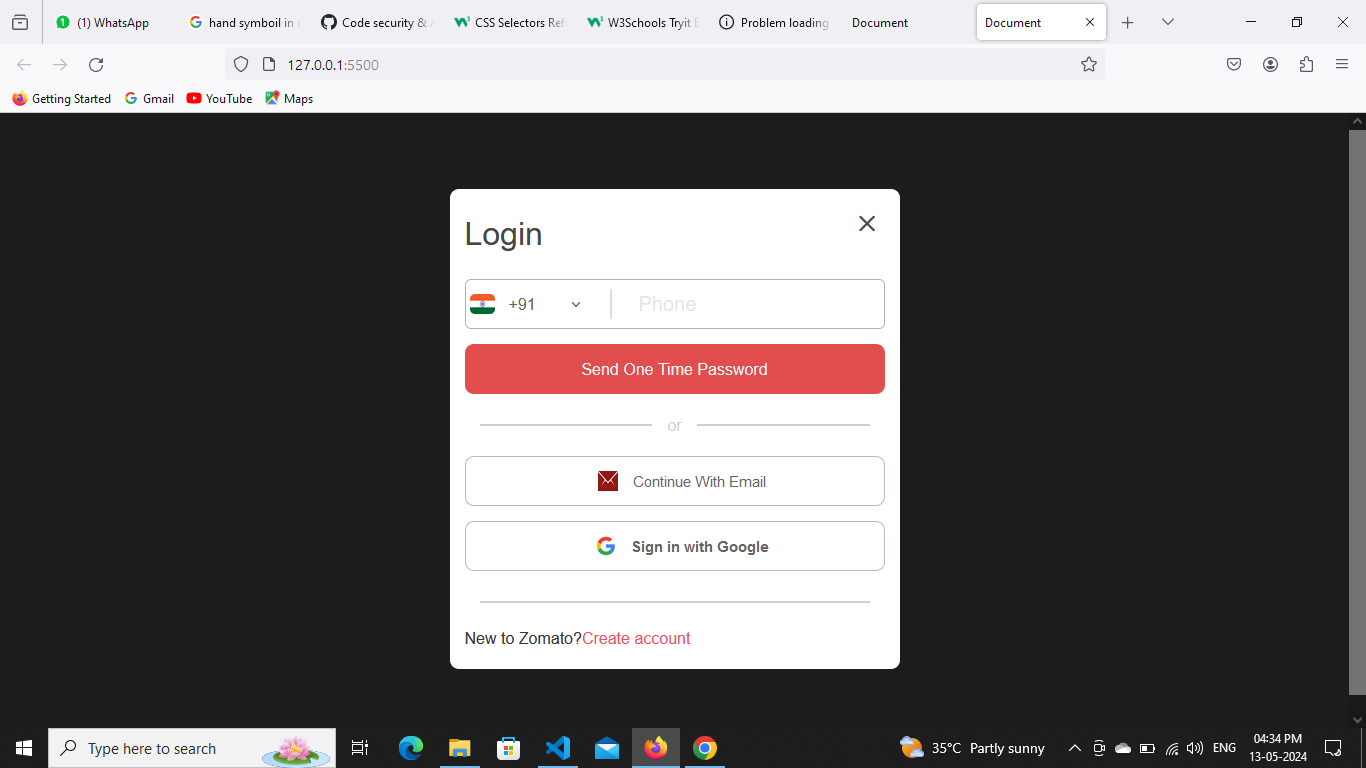 (1) WhatsApp
hand symboil in
Code security &
CSS Selectors Ref
W3Schools Tryit E
Problem loading
Document
Document
127.0.0.1:5500
Getting Started
Gmail
YouTube
Maps
Login
+91
Phone
Send One Time Password
or
Continue With Email
Sign in with Google
New to Zomato?Create account
Type here to search
35°C Partly sunny
ENG
04:34 PM
13-05-2024